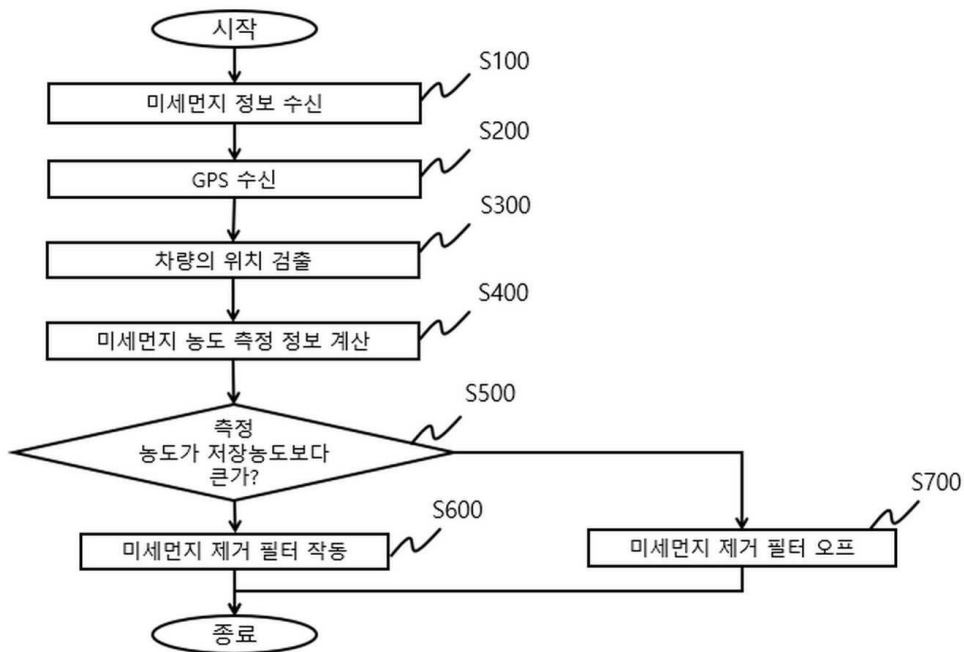 시작
S100
미세먼지 정보 수신
S200
GPS 수신
S300
차량의 위치 검출
S400
미세먼지 농도 측정 정보 계산
S500
측정
농도가 저장농도보다
큰가?
S600
미세먼지 제거 필터 작동
S700
미세먼지 제거 필터 오프
종료